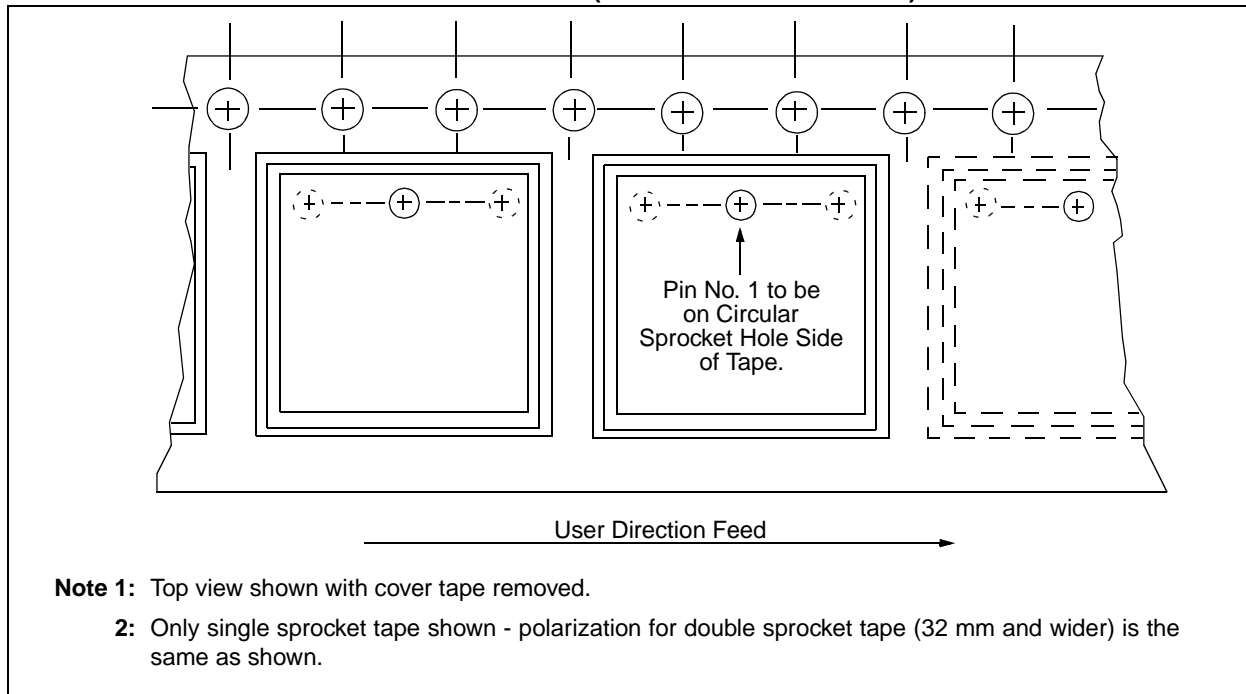 Pin No. 1 to be
on Circular
Sprocket Hole Side
of Tape.
User Direction Feed
Note 1: Top view shown with cover tape removed.
2: Only single sprocket tape shown - polarization for double sprocket tape (32 mm and wider) is the
same as shown.